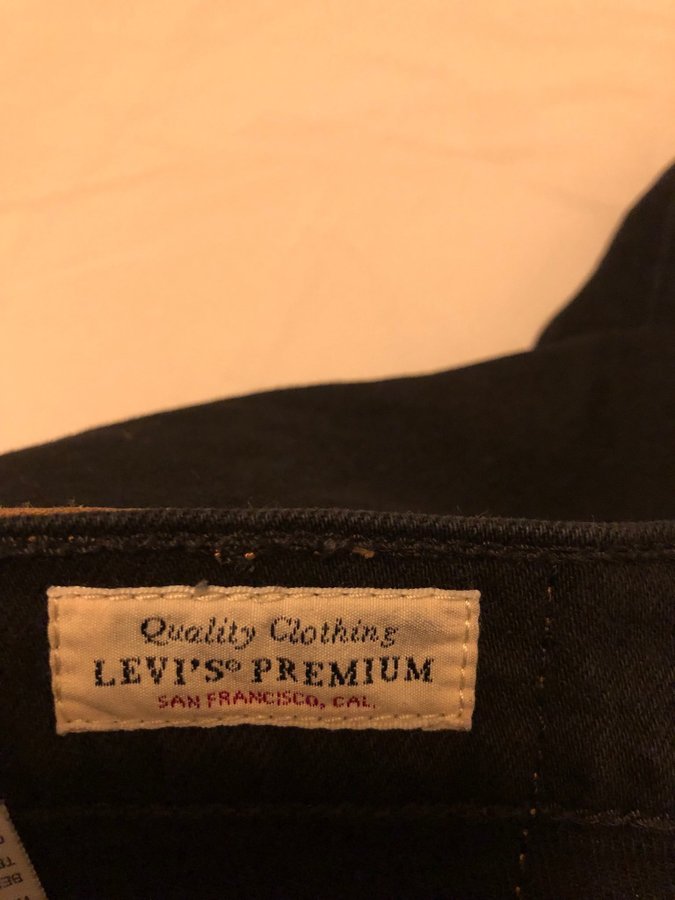 Quality Clothing
LEVI'S® PREMIUM
SAN FRANCISCO, CAL.